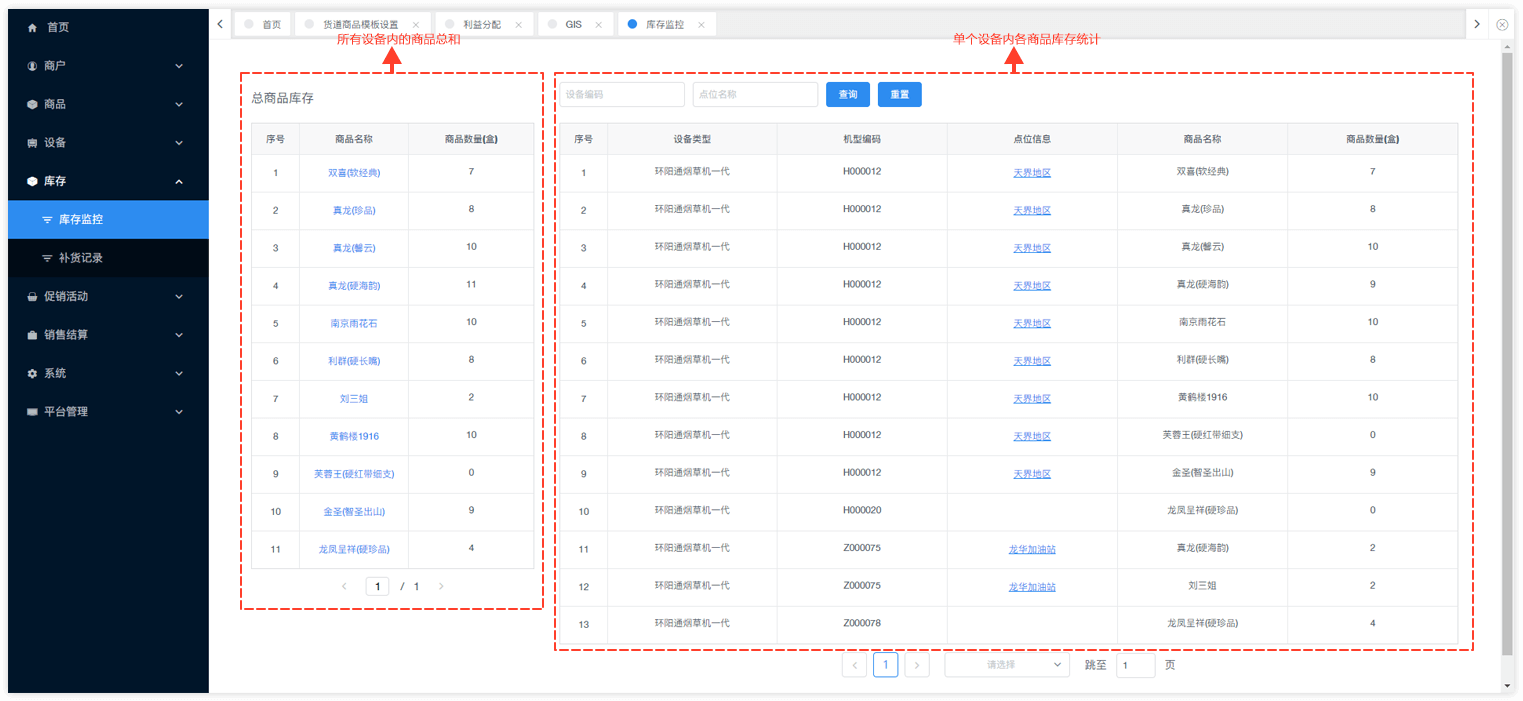 首页
商户
商品
设备
库存
库存监控
补货记录
促销活动
销售结算
系统
平台管理
首页 货道商品模板设置 利益分配 GIS 库存监控
所有设备内的商品总和
单个设备内各商品库存统计
总商品库存
序号 商品名称 商品数量(盒)
1 双喜(软经典) 7
2 真龙(珍品) 8
3 真龙(馨云) 10
4 真龙(硬海韵) 11
5 南京雨花石 10
6 利群(硬长嘴) 8
7 刘三姐 2
8 黄鹤楼1916 10
9 芙蓉王(硬红带细支) 0
10 金圣(智圣出山) 9
11 龙凤呈祥(硬珍品) 4
1 / 1
设备编码 点位名称 查询 重置
序号 设备类型 机型编码 点位信息 商品名称 商品数量(盒)
1 环阳通烟草机一代 H000012 天界地区 双喜(软经典) 7
2 环阳通烟草机一代 H000012 天界地区 真龙(珍品) 8
3 环阳通烟草机一代 H000012 天界地区 真龙(馨云) 10
4 环阳通烟草机一代 H000012 天界地区 真龙(硬海韵) 9
5 环阳通烟草机一代 H000012 天界地区 南京雨花石 10
6 环阳通烟草机一代 H000012 天界地区 利群(硬长嘴) 8
7 环阳通烟草机一代 H000012 天界地区 黄鹤楼1916 10
8 环阳通烟草机一代 H000012 天界地区 芙蓉王(硬红带细支) 0
9 环阳通烟草机一代 H000012 天界地区 金圣(智圣出山) 9
10 环阳通烟草机一代 H000020 龙凤呈祥(硬珍品) 0
11 环阳通烟草机一代 Z000075 龙华加油站 真龙(硬海韵) 2
12 环阳通烟草机一代 Z000075 龙华加油站 刘三姐 2
13 环阳通烟草机一代 Z000078 龙凤呈祥(硬珍品) 4
1 请选择 跳至 1 页